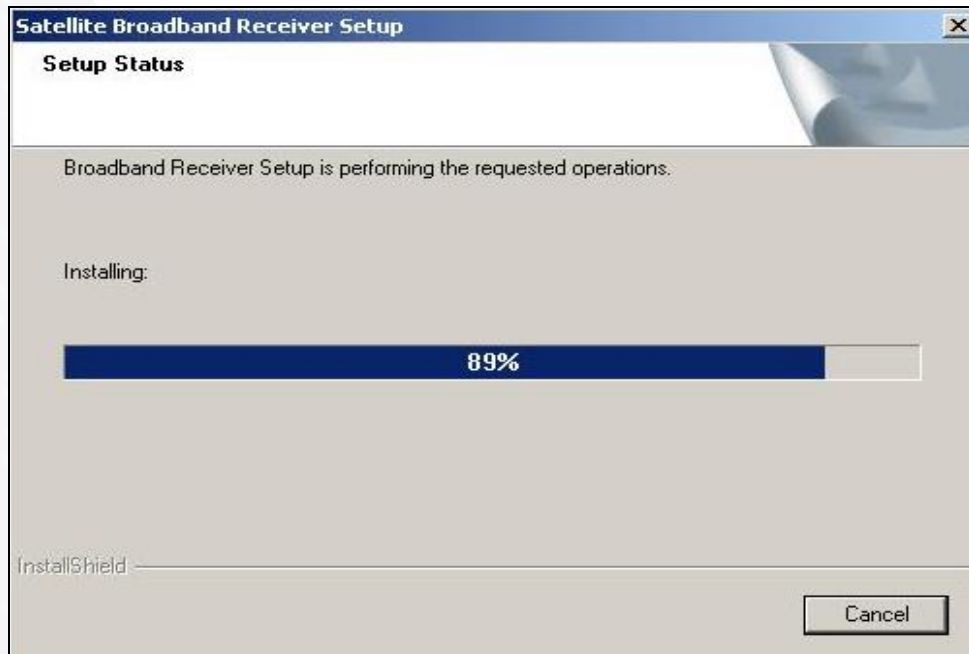 Satellite Broadband Receiver Setup
Setup Status
Broadband Receiver Setup is performing the requested operations.
Installing:
89%
InstallShield
Cancel